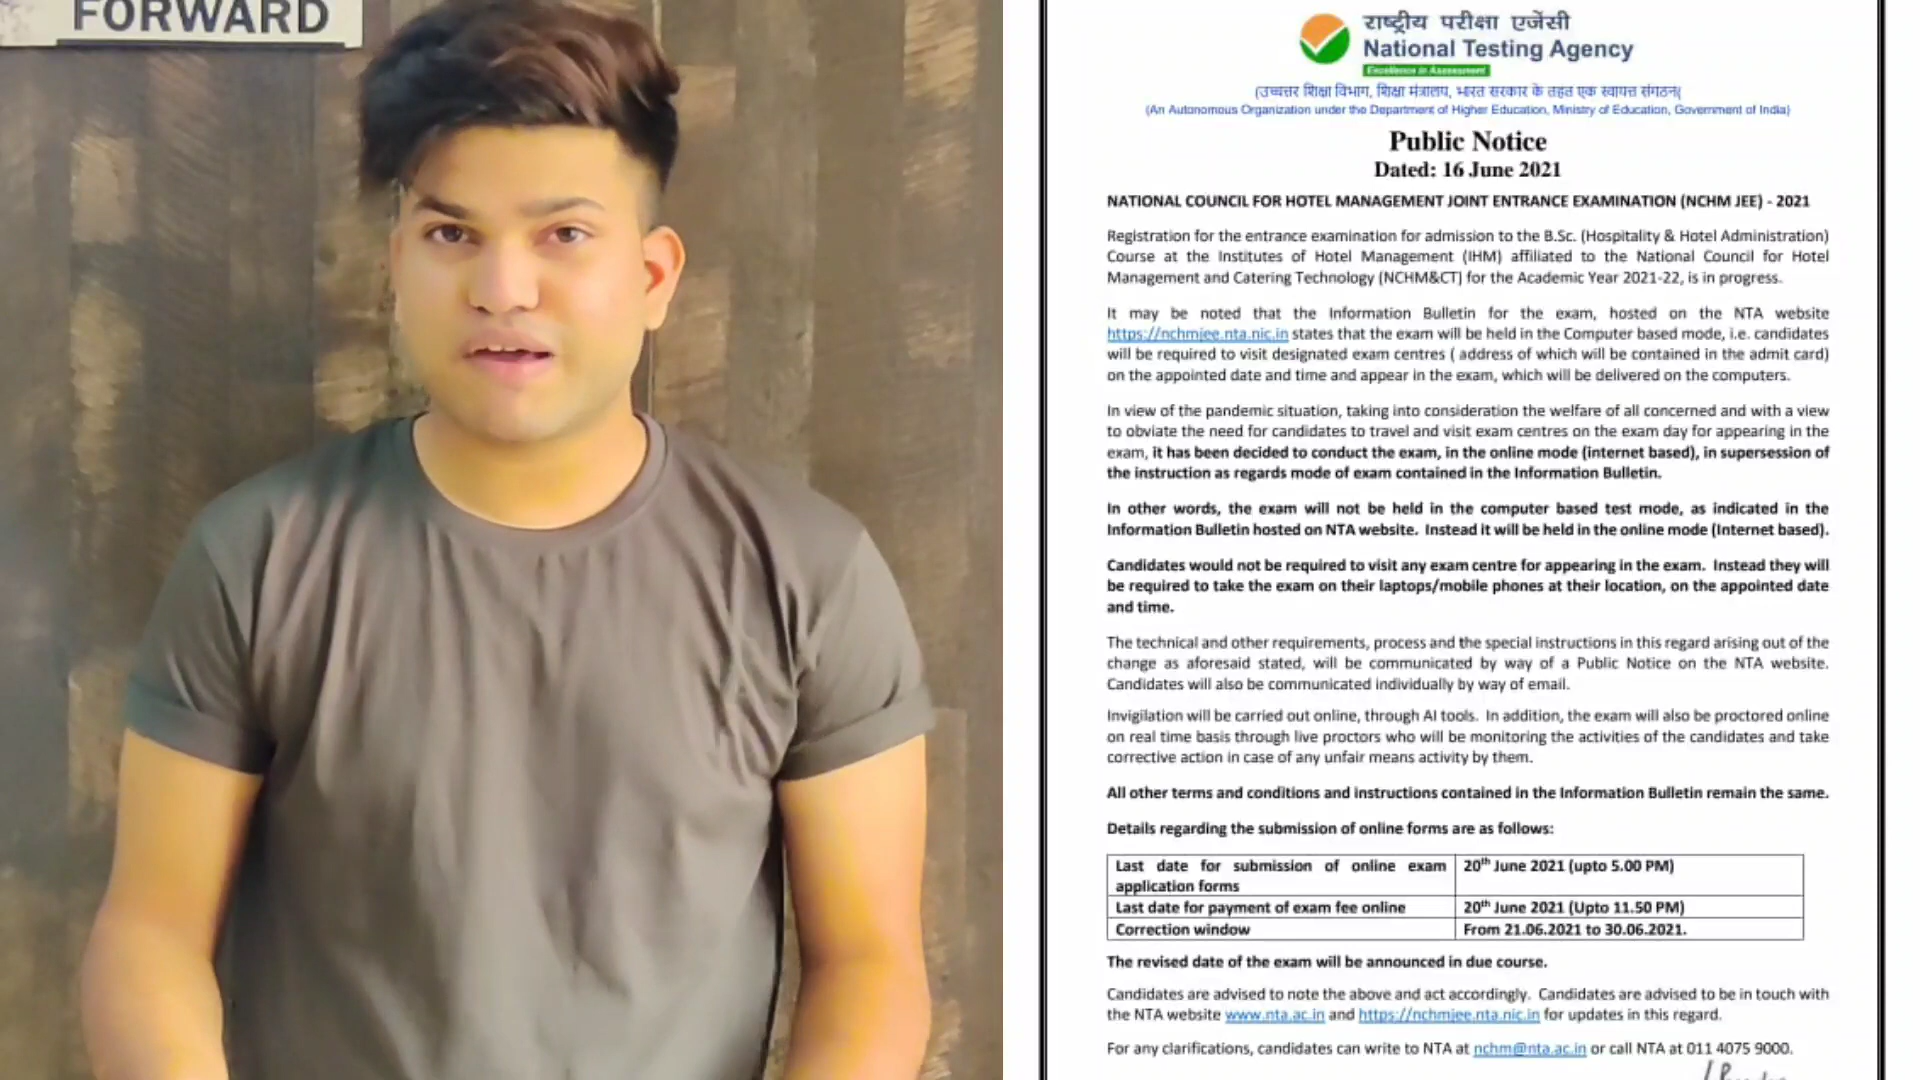 FORWARD
राष्ट्रीय परीक्षा एजेंसी
National Testing Agency
Excellence in Assessment
(उच्चत्तर शिक्षा विभाग, शिक्षा मंत्रालय, भारत सरकार के तहत एक स्वायत्त संगठन(
(An Autonomous Organization under the Department of Higher Education, Ministry of Education, Government of India)
Public Notice
Dated: 16 June 2021
NATIONAL COUNCIL FOR HOTEL MANAGEMENT JOINT ENTRANCE EXAMINATION (NCHM JEE) - 2021
Registration for the entrance examination for admission to the B.Sc. (Hospitality & Hotel Administration)
Course at the Institutes of Hotel Management (IHM) affiliated to the National Council for Hotel
Management and Catering Technology (NCHM&CT) for the Academic Year 2021-22, is in progress.
It may be noted that the Information Bulletin for the exam, hosted on the NTA website
https://nchmjee.nta.nic.in states that the exam will be held in the Computer based mode, i.e. candidates
will be required to visit designated exam centres ( address of which will be contained in the admit card)
on the appointed date and time and appear in the exam, which will be delivered on the computers.
In view of the pandemic situation, taking into consideration the welfare of all concerned and with a view
to obviate the need for candidates to travel and visit exam centres on the exam day for appearing in the
exam, it has been decided to conduct the exam, in the online mode (internet based), in supersession of
the instruction as regards mode of exam contained in the Information Bulletin.
In other words, the exam will not be held in the computer based test mode, as indicated in the
Information Bulletin hosted on NTA website. Instead it will be held in the online mode (Internet based).
Candidates would not be required to visit any exam centre for appearing in the exam. Instead they will
be required to take the exam on their laptops/mobile phones at their location, on the appointed date
and time.
The technical and other requirements, process and the special instructions in this regard arising out of the
change as aforesaid stated, will be communicated by way of a Public Notice on the NTA website.
Candidates will also be communicated individually by way of email.
Invigilation will be carried out online, through AI tools. In addition, the exam will also be proctored online
on real time basis through live proctors who will be monitoring the activities of the candidates and take
corrective action in case of any unfair means activity by them.
All other terms and conditions and instructions contained in the Information Bulletin remain the same.
Details regarding the submission of online forms are as follows:
Last date for submission of online exam 20th June 2021 (upto 5.00 PM)
application forms
Last date for payment of exam fee online 20th June 2021 (Upto 11.50 PM)
Correction window From 21.06.2021 to 30.06.2021.
The revised date of the exam will be announced in due course.
Candidates are advised to note the above and act accordingly. Candidates are advised to be in touch with
the NTA website www.nta.ac.in and https://nchmjee.nta.nic.in for updates in this regard.
For any clarifications, candidates can write to NTA at nchm@nta.ac.in or call NTA at 011 4075 9000.